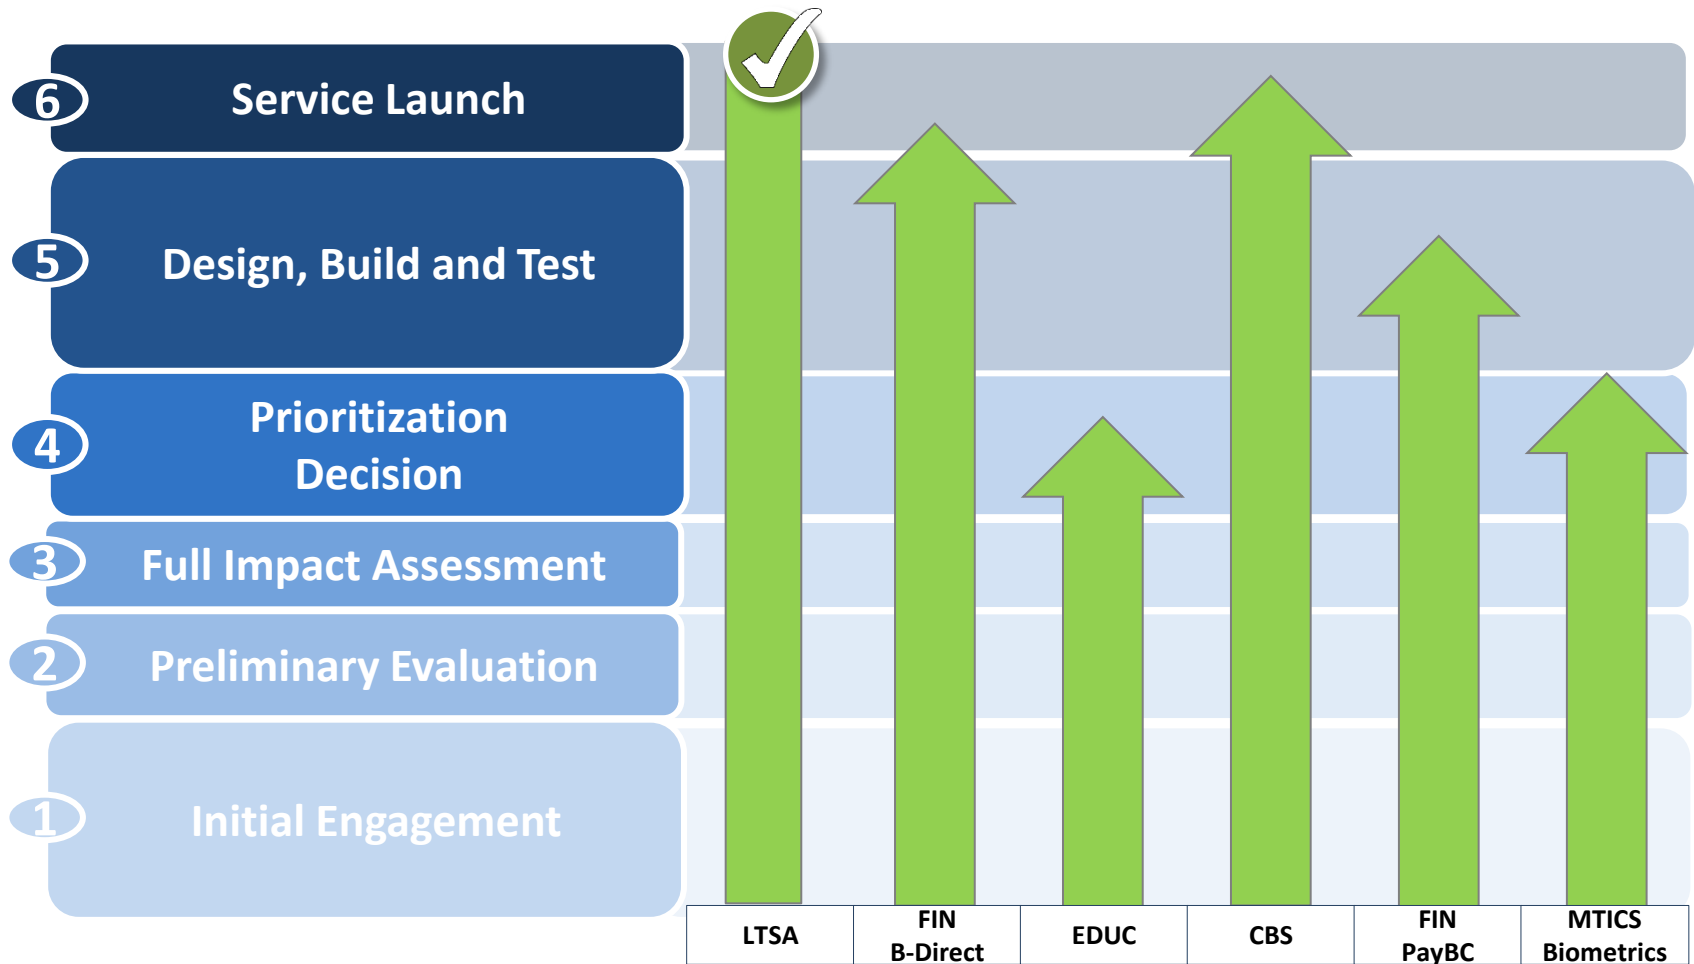 6
Service Launch
5
Design, Build and Test
4
Prioritization
Decision
3
Full Impact Assessment
2
Preliminary Evaluation
1
Initial Engagement
LTSA
FIN
B-Direct
EDUC
CBS
FIN
PayBC
MTICS
Biometrics